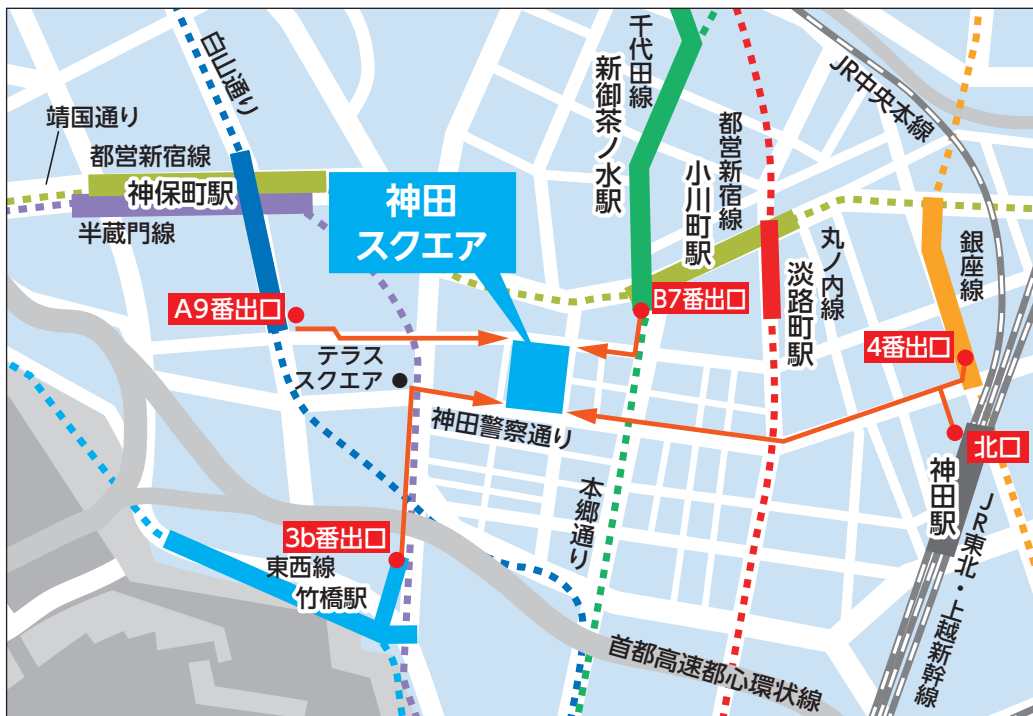 白山通り
千代田線
新御茶ノ水駅
JR中央本線
靖国通り
都営新宿線
神保町駅
半蔵門線
神田
スクエア
都営新宿線
小川町駅
丸ノ内線
淡路町駅
銀座線
A9番出口
B7番出口
4番出口
テラス
スクエア
神田警察通り
北口
神田駅
本郷通り
3b番出口
東西線
竹橋駅
JR東北・上越新幹線
首都高速都心環状線